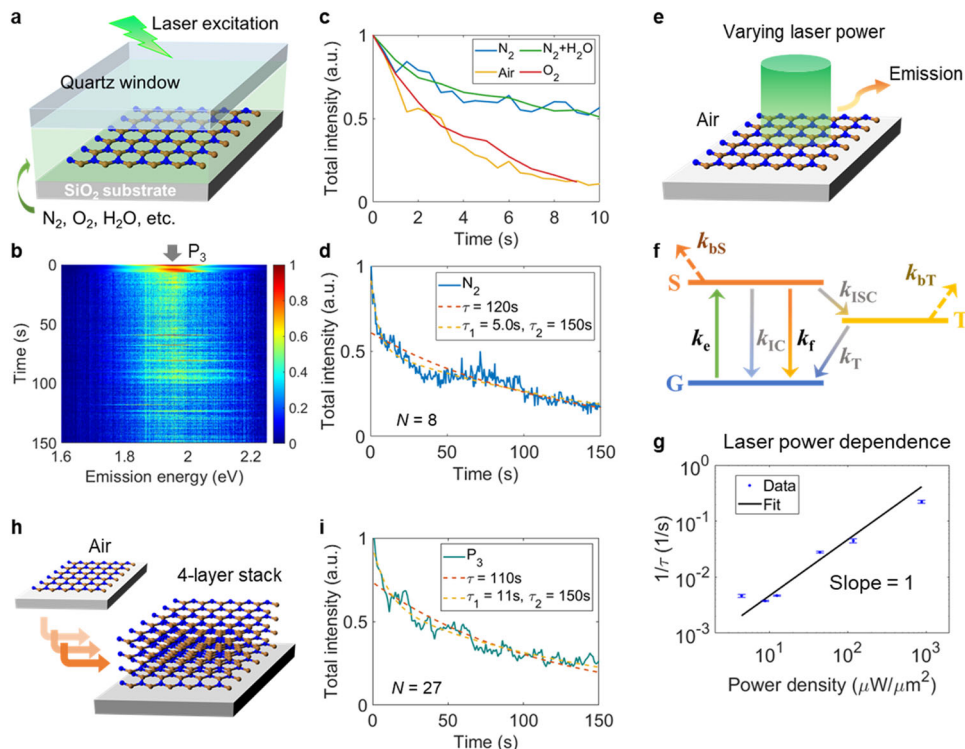 a
Laser excitation
Quartz window
SiO2 substrate
N2, O2, H2O, etc.
b
P3
0
50
100
150
Time (s)
1.6
1.8
2
2.2
Emission energy (eV)
1
0.8
0.6
0.4
0.2
0
c
N2
N2+H2O
Air
O2
1
0.5
0
Total intensity (a.u.)
0
2
4
6
8
10
Time (s)
d
N2
τ = 120s
τ1 = 5.0s, τ2 = 150s
N = 8
1
0.5
0
Total intensity (a.u.)
0
50
100
150
Time (s)
e
Varying laser power
Emission
Air
f
kbS
S
kISC
kbT
T
ke
kIC
kf
kT
G
g
Laser power dependence
Data
Fit
Slope = 1
10^0
10^-1
10^-2
10^-3
1/τ (1/s)
10^1
10^2
10^3
Power density (μW/μm2)
h
Air
4-layer stack
i
P3
τ = 110s
τ1 = 11s, τ2 = 150s
N = 27
1
0.5
0
Total intensity (a.u.)
0
50
100
150
Time (s)